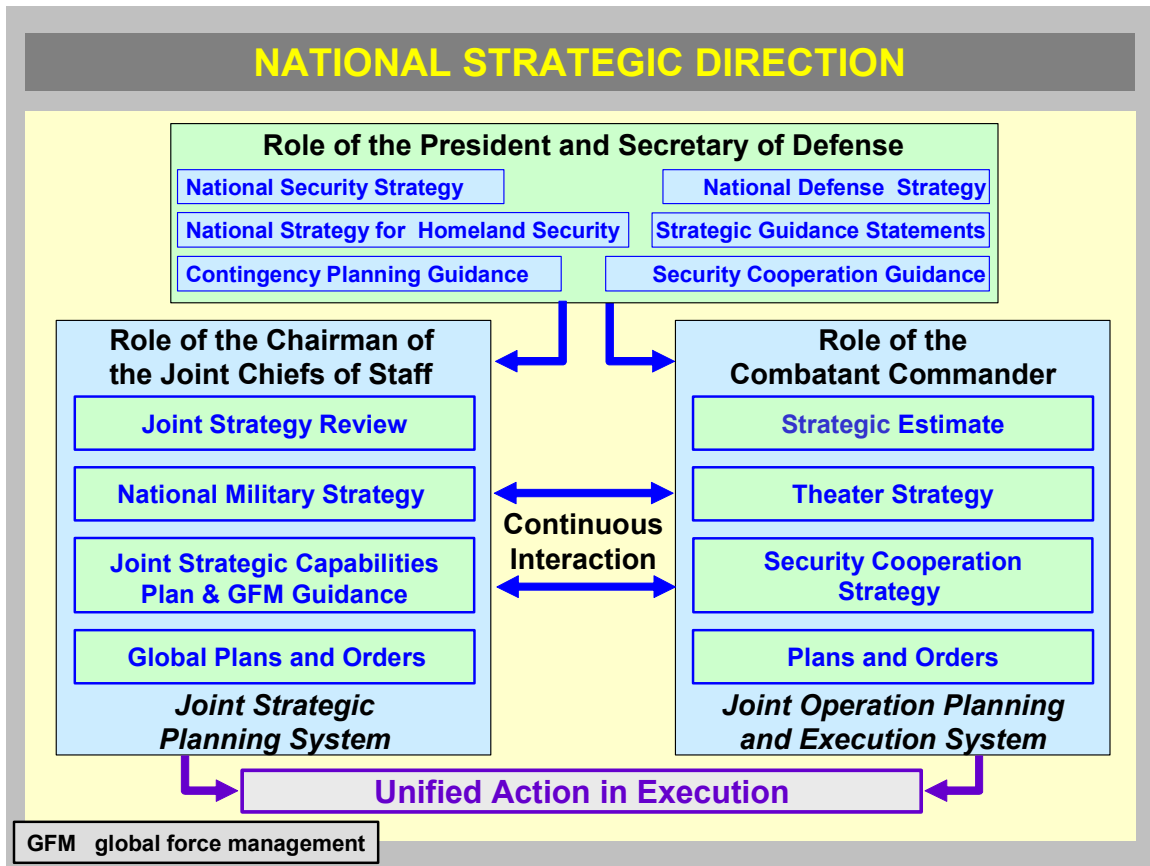 NATIONAL STRATEGIC DIRECTION
Role of the President and Secretary of Defense
National Security Strategy
National Defense Strategy
National Strategy for Homeland Security
Strategic Guidance Statements
Contingency Planning Guidance
Security Cooperation Guidance
Role of the Chairman of
the Joint Chiefs of Staff
Joint Strategy Review
National Military Strategy
Joint Strategic Capabilities
Plan & GFM Guidance
Global Plans and Orders
Joint Strategic
Planning System
Continuous
Interaction
Role of the
Combatant Commander
Strategic Estimate
Theater Strategy
Security Cooperation
Strategy
Plans and Orders
Joint Operation Planning
and Execution System
Unified Action in Execution
GFM global force management